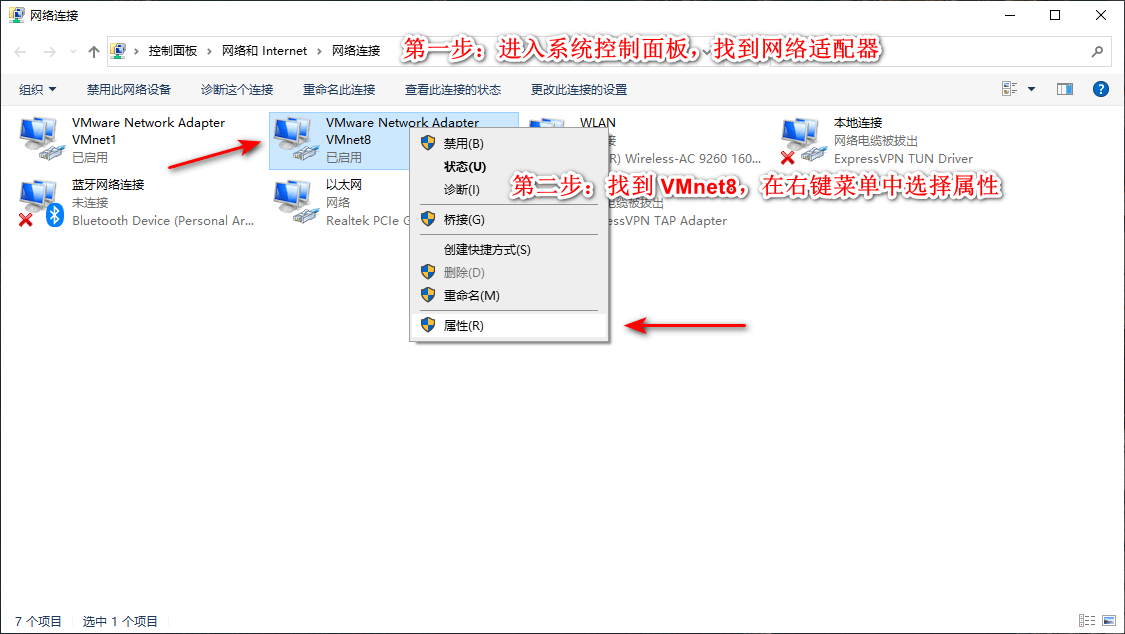 网络连接
控制面板 › 网络和 Internet › 网络连接
第一步：进入系统控制面板，找到网络适配器
组织
禁用此网络设备
诊断这个连接
重命名此连接
查看此连接的状态
更改此连接的设置
VMware Network Adapter
VMnet1
已启用
VMware Network Adapter
VMnet8
已启用
WLAN
R) Wireless-AC 9260 160...
本地连接
网络电缆被拔出
ExpressVPN TUN Driver
蓝牙网络连接
未连接
Bluetooth Device (Personal Ar...
以太网
网络
Realtek PCIe G
电缆被拔出
essVPN TAP Adapter
禁用(B)
状态(U)
诊断(I)
桥接(G)
创建快捷方式(S)
删除(D)
重命名(M)
属性(R)
第二步：找到 VMnet8，在右键菜单中选择属性
7 个项目
选中 1 个项目